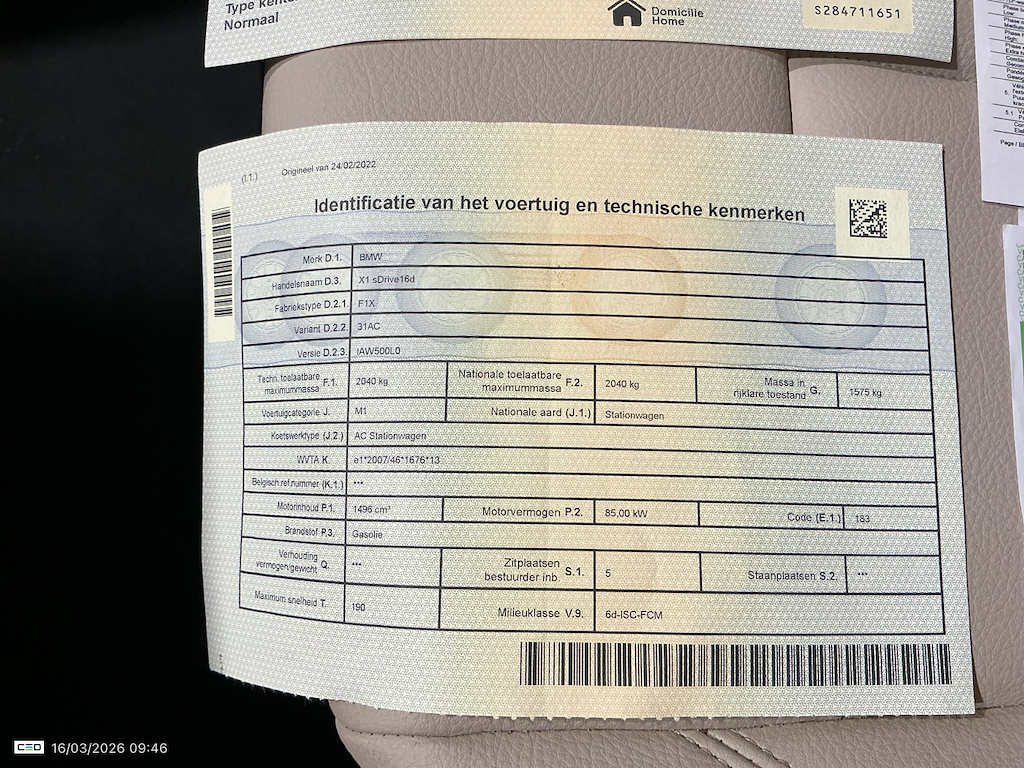 Type
Normaal
Domicilie
Home
S284711651
(I.1.)
Origineel van 24/02/2022
Identificatie van het voertuig en technische kenmerken
Merk D.1. BMW
Handelsnaam D.3. X1 sDrive16d
Fabriekstype D.2.1. F1X
Variant D.2.2. 31AC
Versie D.2.3. IAW500L0
Techn. toelaatbare maximummassa F.1. 2040 kg Nationale toelaatbare maximummassa F.2. 2040 kg Massa in rijklare toestand G. 1575 kg
Voertuigcategorie J. M1 Nationale aard (J.1.) Stationwagen
Koetswerktype (J.2.) AC Stationwagen
WVTA K. e1*2007/46*1676*13
Belgisch ref.nummer (K.1.) ***
Motorinhoud P.1. 1496 cm³ Motorvermogen P.2. 85,00 kW Code (E.1.) 183
Brandstof P.3. Gasolie
Verhouding vermogen/gewicht Q. *** Zitplaatsen bestuurder inb. S.1. 5 Staanplaatsen S.2. ***
Maximum snelheid T. 190 Milieuklasse V.9. 6d-ISC-FCM
Page /
CEO 16/03/2026 09:46